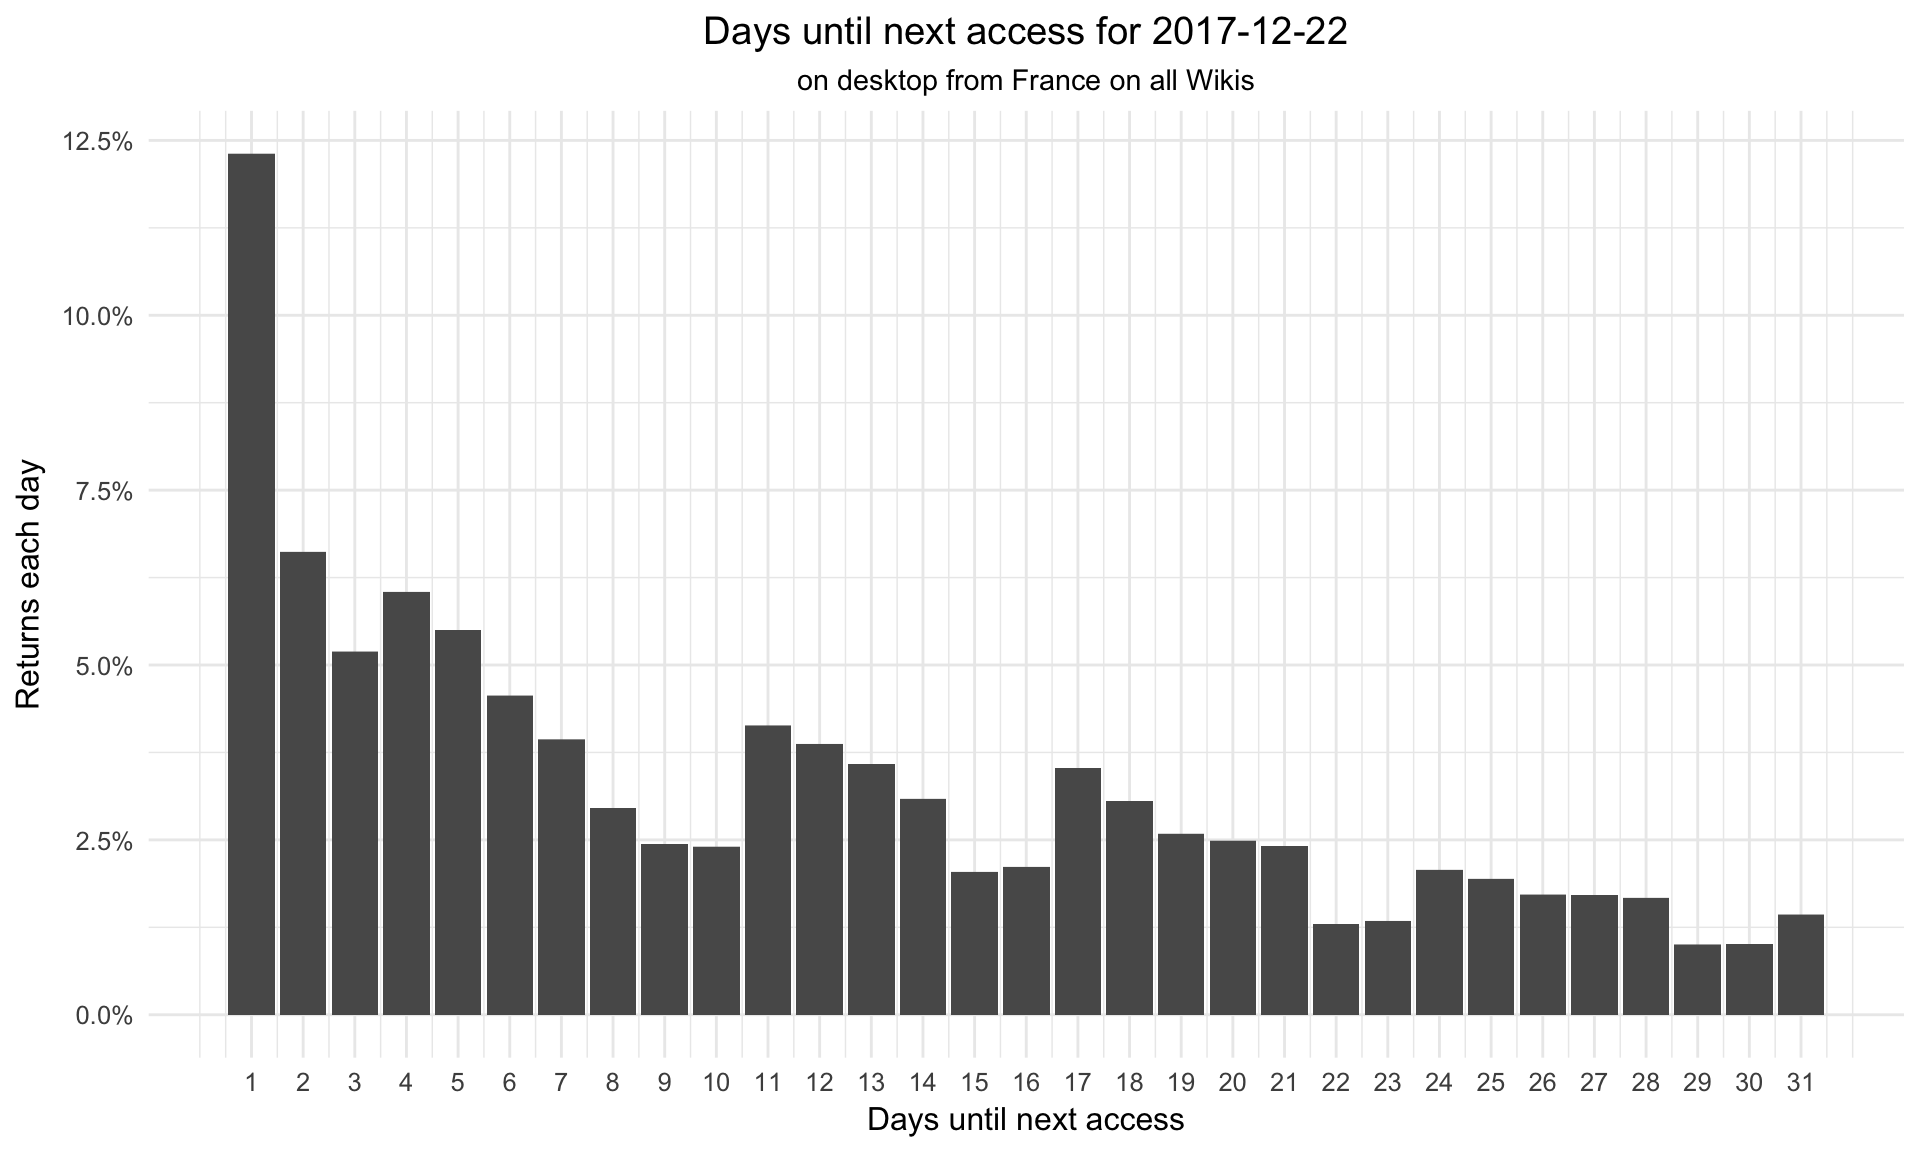 Days until next access for 2017-12-22
on desktop from France on all Wikis
Returns each day
12.5%
10.0%
7.5%
5.0%
2.5%
0.0%
1 2 3 4 5 6 7 8 9 10 11 12 13 14 15 16 17 18 19 20 21 22 23 24 25 26 27 28 29 30 31
Days until next access